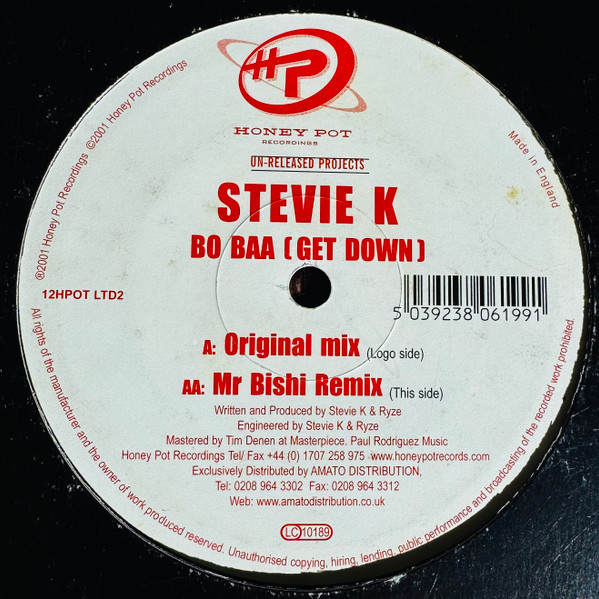 HP
HONEY POT
RECORDINGS
UN-RELEASED PROJECTS
STEVIE K
BO BAA ( GET DOWN )
℗2001 Honey Pot Recordings ©2001 Honey Pot Recordings
Made in England
12HPOT LTD2
5 039238 061991
A: Original mix (Logo side)
AA: Mr Bishi Remix (This side)
Written and Produced by Stevie K & Ryze
Engineered by Stevie K & Ryze
Mastered by Tim Denen at Masterpiece. Paul Rodriguez Music
Honey Pot Recordings Tel/ Fax +44 (0) 1707 258 975 www.honeypotrecords.com
Exclusively Distributed by AMATO DISTRIBUTION,
Tel: 0208 964 3302 Fax: 0208 964 3312
Web: www.amatodistribution.co.uk
LC 10189
All rights of the manufacturer and the owner of work produced reserved. Unauthorised copying, hiring, lending, public performance and broadcasting of the recorded work prohibited.